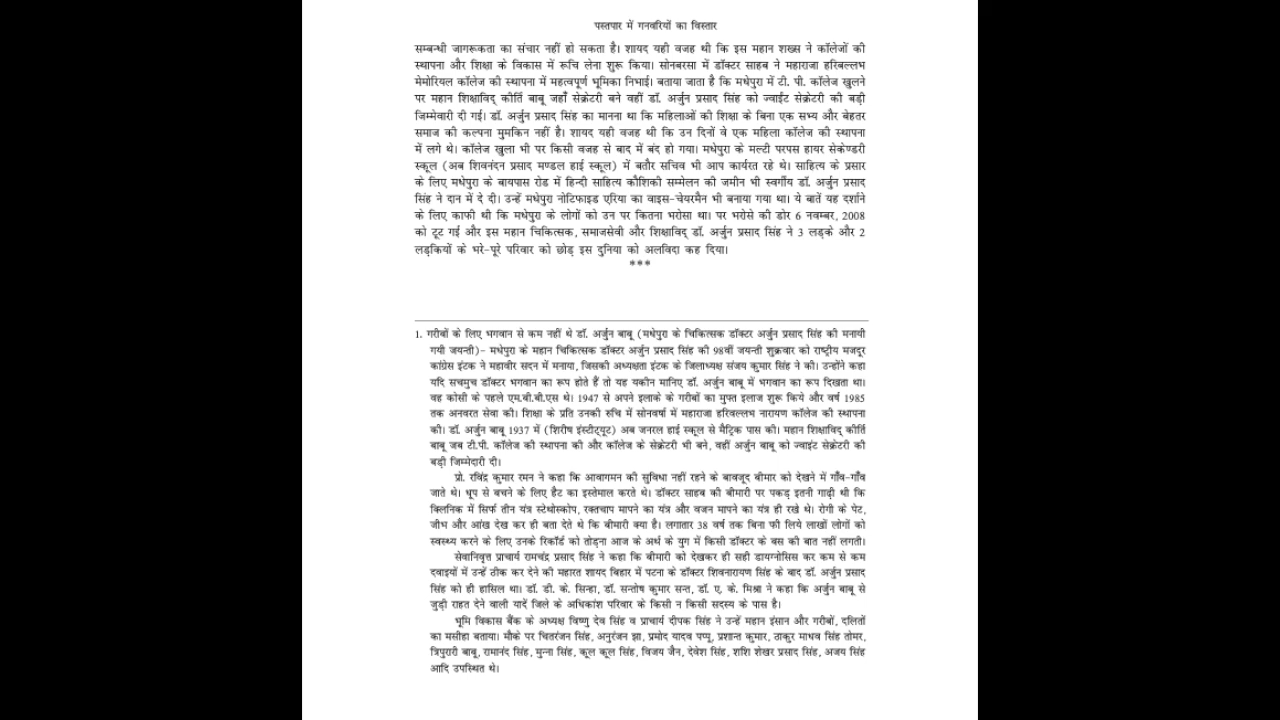 पस्तपार में गनवरियों का विस्तार
सम्बन्धी जागरूकता का संचार नहीं हो सकता है। शायद यही वजह थी कि इस महान शख्स ने कॉलेजों की
स्थापना और शिक्षा के विकास में रूचि लेना शुरू किया। सोनबरसा में डॉक्टर साहब ने महाराजा हरिबल्लभ
मेमोरियल कॉलेज की स्थापना में महत्वपूर्ण भूमिका निभाई। बताया जाता है कि मधेपुरा में टी. पी. कॉलेज खुलने
पर महान शिक्षाविद् कीर्ति बाबू जहाँ सेक्रेटरी बने वहीं डॉ. अर्जुन प्रसाद सिंह को ज्वाईंट सेक्रेटरी की बड़ी
जिम्मेवारी दी गई। डॉ. अर्जुन प्रसाद सिंह का मानना था कि महिलाओं की शिक्षा के बिना एक सभ्य और बेहतर
समाज की कल्पना मुमकिन नहीं है। शायद यही वजह थी कि उन दिनों वे एक महिला कॉलेज की स्थापना
में लगे थे। कॉलेज खुला भी पर किसी वजह से बाद में बंद हो गया। मधेपुरा के मल्टी परपस हायर सेकेण्डरी
स्कूल (अब शिवनंदन प्रसाद मण्डल हाई स्कूल) में बतौर सचिव भी आप कार्यरत रहे थे। साहित्य के प्रसार
के लिए मधेपुरा के बायपास रोड में हिन्दी साहित्य कौशिकी सम्मेलन की जमीन भी स्वर्गीय डॉ. अर्जुन प्रसाद
सिंह ने दान में दे दी। उन्हें मधेपुरा नोटिफाइड एरिया का वाइस-चेयरमैन भी बनाया गया था। ये बातें यह दर्शाने
के लिए काफी थी कि मधेपुरा के लोगों को उन पर कितना भरोसा था। पर भरोसे की डोर 6 नवम्बर, 2008
को टूट गई और इस महान चिकित्सक, समाजसेवी और शिक्षाविद् डॉ. अर्जुन प्रसाद सिंह ने 3 लड़के और 2
लड़कियों के भरे-पूरे परिवार को छोड़ इस दुनिया को अलविदा कह दिया।
***
1. गरीबों के लिए भगवान से कम नहीं थे डॉ. अर्जुन बाबू (मधेपुरा के चिकित्सक डॉक्टर अर्जुन प्रसाद सिंह की मनायी
गयी जयन्ती)- मधेपुरा के महान चिकित्सक डॉक्टर अर्जुन प्रसाद सिंह की 98वीं जयन्ती शुक्रवार को राष्ट्रीय मजदूर
कांग्रेस इंटक ने महावीर सदन में मनाया, जिसकी अध्यक्षता इंटक के जिलाध्यक्ष संजय कुमार सिंह ने की। उन्होंने कहा
यदि सचमुच डॉक्टर भगवान का रूप होते हैं तो यह यकीन मानिए डॉ. अर्जुन बाबू में भगवान का रूप दिखता था।
वह कोसी के पहले एम.बी.बी.एस थे। 1947 से अपने इलाके के गरीबों का मुफ्त इलाज शुरू किये और वर्ष 1985
तक अनवरत सेवा की। शिक्षा के प्रति उनकी रुचि में सोनवर्षा में महाराजा हरिवल्लभ नारायण कॉलेज की स्थापना
की। डॉ. अर्जुन बाबू 1937 में (शिरीष इंस्टीट्यूट) अब जनरल हाई स्कूल से मैट्रिक पास की। महान शिक्षाविद् कीर्ति
बाबू जब टी.पी. कॉलेज की स्थापना की और कॉलेज के सेक्रेटरी भी बने, वहीं अर्जुन बाबू को ज्वाइंट सेक्रेटरी की
बड़ी जिम्मेदारी दी।
प्रो. रविंद्र कुमार रमन ने कहा कि आवागमन की सुविधा नहीं रहने के बावजूद बीमार को देखने में गाँव-गाँव
जाते थे। धूप से बचने के लिए हैट का इस्तेमाल करते थे। डॉक्टर साहब की बीमारी पर पकड़ इतनी गाढ़ी थी कि
क्लिनिक में सिर्फ तीन यंत्र स्टेथोस्कोप, रक्तचाप मापने का यंत्र और वजन मापने का यंत्र ही रखे थे। रोगी के पेट,
जीभ और आंख देख कर ही बता देते थे कि बीमारी क्या है। लगातार 38 वर्ष तक बिना फी लिये लाखों लोगों को
स्वस्थ्य करने के लिए उनके रिकॉर्ड को तोड़ना आज के अर्थ के युग में किसी डॉक्टर के बस की बात नहीं लगती।
सेवानिवृत्त प्राचार्य रामचंद्र प्रसाद सिंह ने कहा कि बीमारी को देखकर ही सही डायग्नोसिस कर कम से कम
दवाइयों में उन्हें ठीक कर देने की महारत शायद बिहार में पटना के डॉक्टर शिवनारायण सिंह के बाद डॉ. अर्जुन प्रसाद
सिंह को ही हासिल था। डॉ. डी. के. सिन्हा, डॉ. सन्तोष कुमार सन्त, डॉ. ए. के. मिश्रा ने कहा कि अर्जुन बाबू से
जुड़ी राहत देने वाली यादें जिले के अधिकांश परिवार के किसी न किसी सदस्य के पास है।
भूमि विकास बैंक के अध्यक्ष विष्णु देव सिंह व प्राचार्य दीपक सिंह ने उन्हें महान इंसान और गरीबों, दलितों
का मसीहा बताया। मौके पर चितरंजन सिंह, अनुरंजन झा, प्रमोद यादव पप्पू, प्रशान्त कुमार, ठाकुर माधव सिंह तोमर,
त्रिपुरारी बाबू, रामानंद सिंह, मुन्ना सिंह, कूल कूल सिंह, विजय जैन, देवेश सिंह, शशि शेखर प्रसाद सिंह, अजय सिंह
आदि उपस्थित थे।